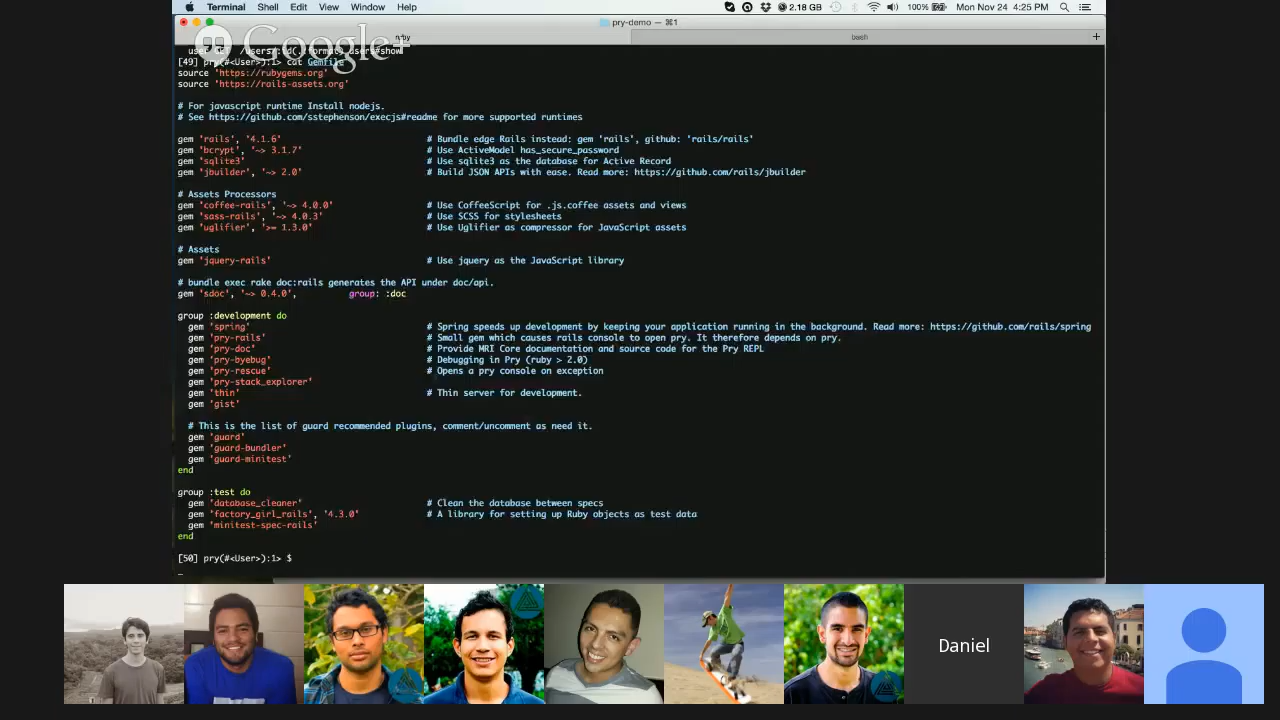 Terminal Shell Edit View Window Help 2.18 GB 100% Mon Nov 24 4:25 PM
pry-demo — ⌘1
ruby bash +
Google+
user GET /users/:id(.:format) users#show
[49] pry(#<User>):1> cat Gemfile
source 'https://rubygems.org'
source 'https://rails-assets.org'
# For javascript runtime Install nodejs.
# See https://github.com/sstephenson/execjs#readme for more supported runtimes
gem 'rails', '4.1.6' # Bundle edge Rails instead: gem 'rails', github: 'rails/rails'
gem 'bcrypt', '~> 3.1.7' # Use ActiveModel has_secure_password
gem 'sqlite3' # Use sqlite3 as the database for Active Record
gem 'jbuilder', '~> 2.0' # Build JSON APIs with ease. Read more: https://github.com/rails/jbuilder
# Assets Processors
gem 'coffee-rails', '~> 4.0.0' # Use CoffeeScript for .js.coffee assets and views
gem 'sass-rails', '~> 4.0.3' # Use SCSS for stylesheets
gem 'uglifier', '>= 1.3.0' # Use Uglifier as compressor for JavaScript assets
# Assets
gem 'jquery-rails' # Use jquery as the JavaScript library
# bundle exec rake doc:rails generates the API under doc/api.
gem 'sdoc', '~> 0.4.0', group: :doc
group :development do
gem 'spring' # Spring speeds up development by keeping your application running in the background. Read more: https://github.com/rails/spring
gem 'pry-rails' # Small gem which causes rails console to open pry. It therefore depends on pry.
gem 'pry-doc' # Provide MRI Core documentation and source code for the Pry REPL
gem 'pry-byebug' # Debugging in Pry (ruby > 2.0)
gem 'pry-rescue' # Opens a pry console on exception
gem 'pry-stack_explorer'
gem 'thin' # Thin server for development.
gem 'gist'
# This is the list of guard recommended plugins, comment/uncomment as need it.
gem 'guard'
gem 'guard-bundler'
gem 'guard-minitest'
end
group :test do
gem 'database_cleaner' # Clean the database between specs
gem 'factory_girl_rails', '4.3.0' # A library for setting up Ruby objects as test data
gem 'minitest-spec-rails'
end
[50] pry(#<User>):1> $
Daniel